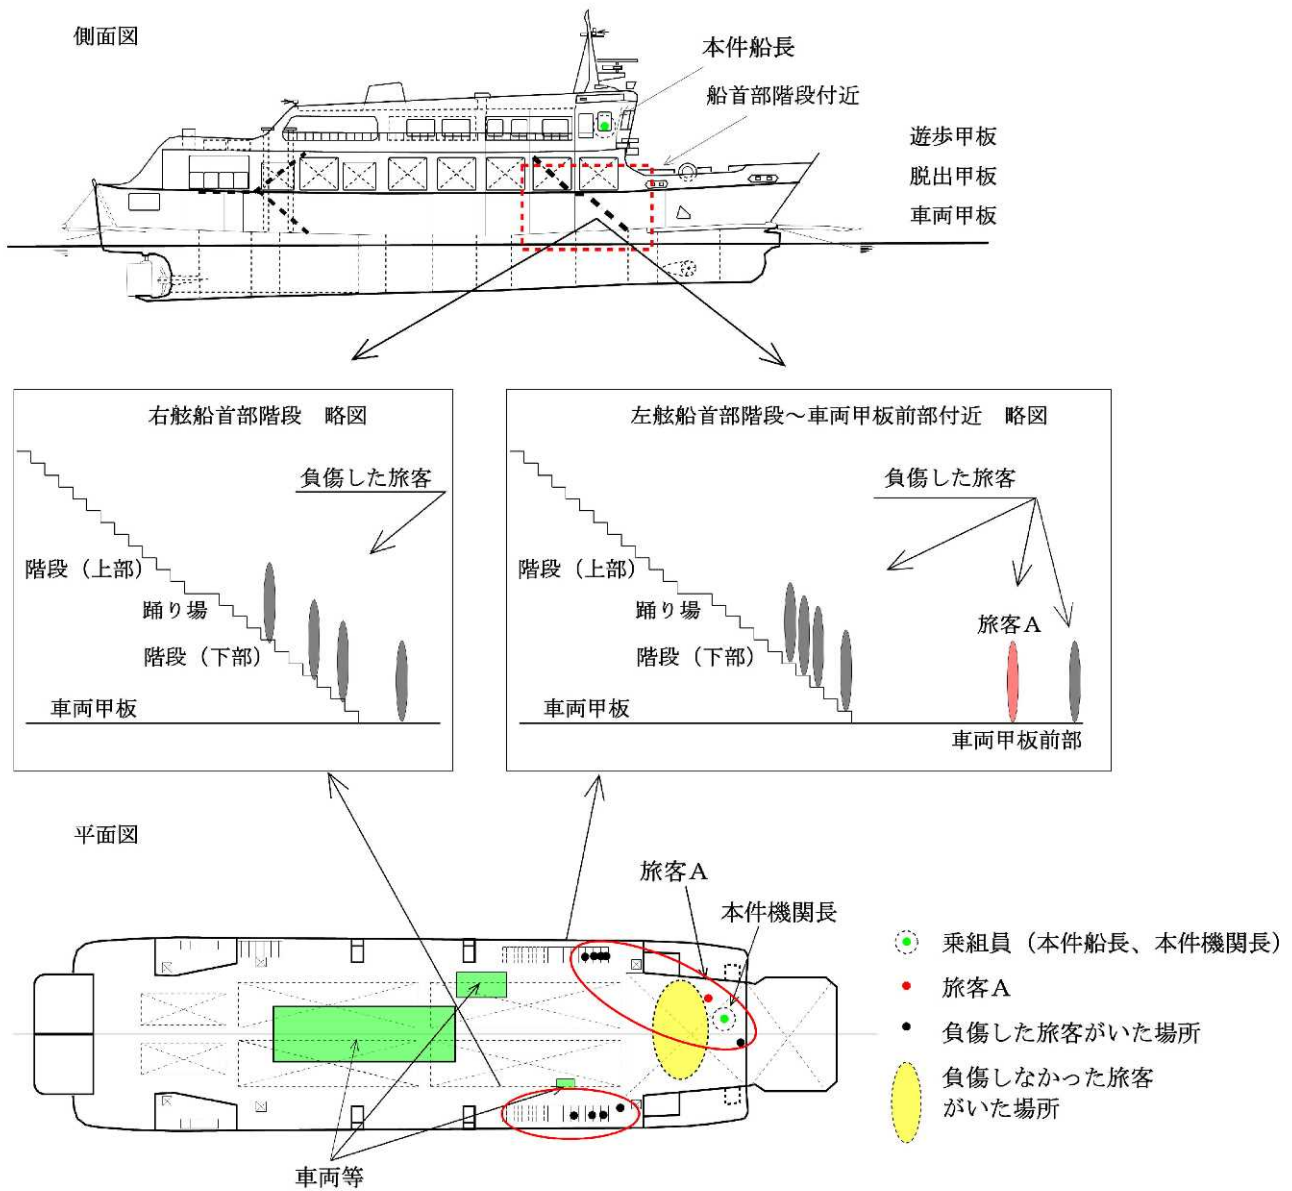 側面図
本件船長
船首部階段付近
遊歩甲板
脱出甲板
車両甲板
右舷船首部階段　略図
負傷した旅客
階段（上部）
踊り場
階段（下部）
車両甲板
左舷船首部階段～車両甲板前部付近　略図
負傷した旅客
階段（上部）
踊り場
旅客Ａ
階段（下部）
車両甲板
車両甲板前部
平面図
旅客Ａ
本件機関長
車両等
乗組員（本件船長、本件機関長）
旅客Ａ
負傷した旅客がいた場所
負傷しなかった旅客
がいた場所